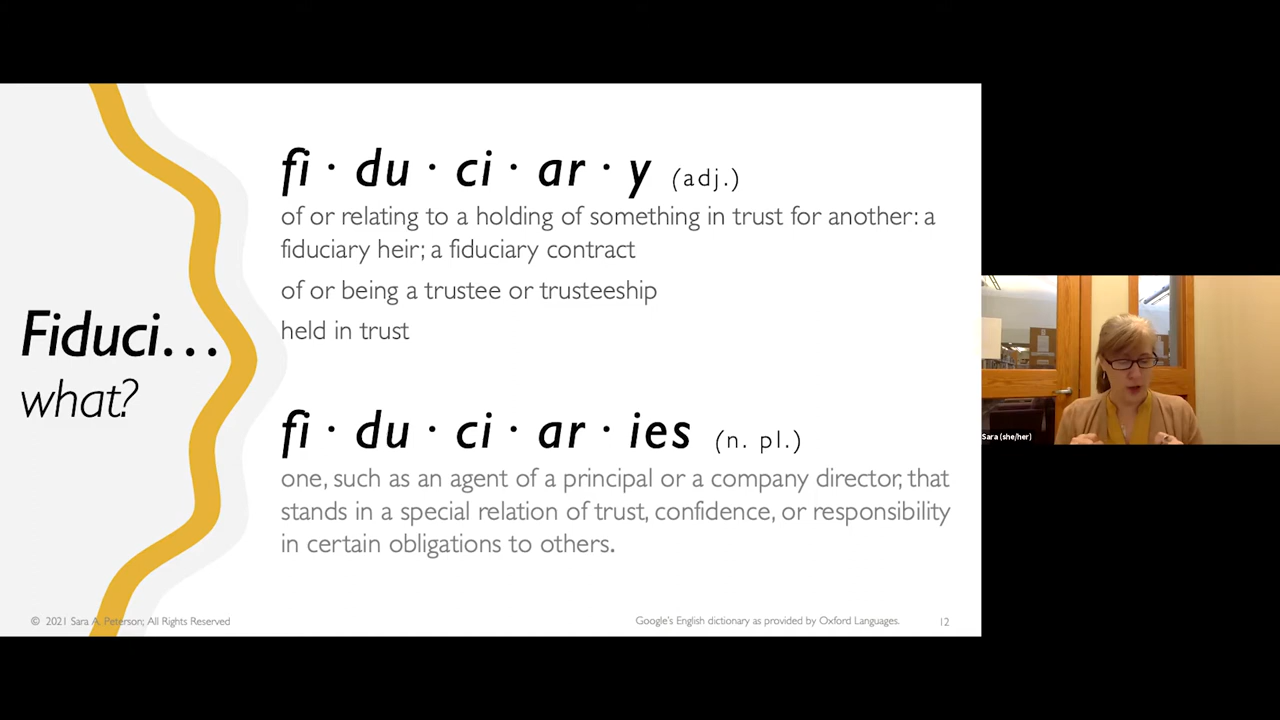 Fiduci…
what?
fi · du · ci · ar · y (adj.)
of or relating to a holding of something in trust for another: a
fiduciary heir; a fiduciary contract
of or being a trustee or trusteeship
held in trust
fi · du · ci · ar · ies (n. pl.)
one, such as an agent of a principal or a company director, that
stands in a special relation of trust, confidence, or responsibility
in certain obligations to others.
© 2021 Sara A. Peterson; All Rights Reserved
Google's English dictionary as provided by Oxford Languages.
12
Sara (she/her)